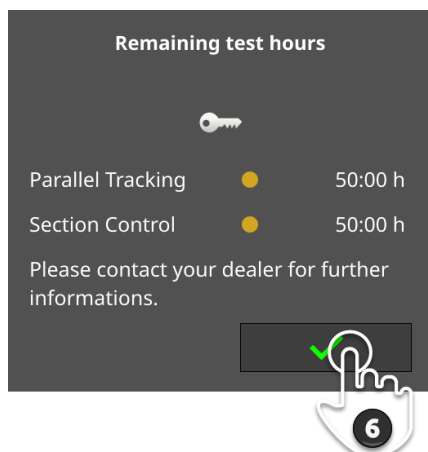 Remaining test hours
Parallel Tracking 50:00 h
Section Control 50:00 h
Please contact your dealer for further
informations.
6